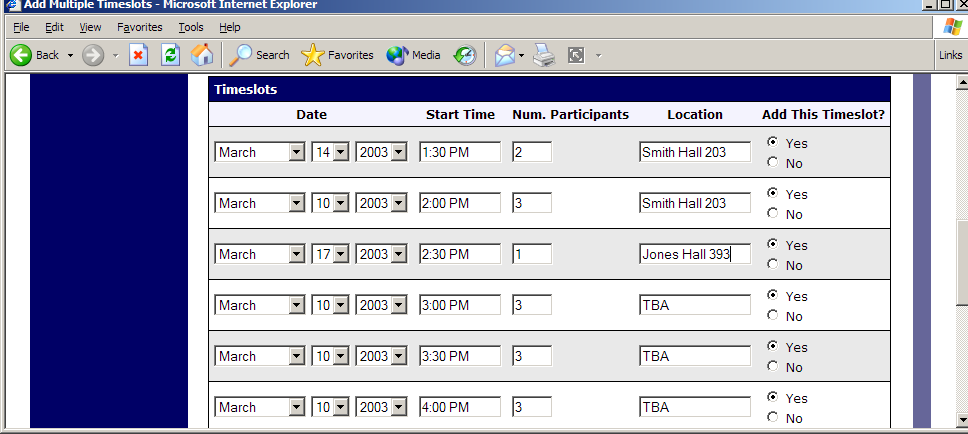 Add Multiple Timeslots - Microsoft Internet Explorer
File Edit View Favorites Tools Help
Back Search Favorites Media Links
Timeslots
Date Start Time Num. Participants Location Add This Timeslot?
March 14 2003 1:30 PM 2 Smith Hall 203 Yes
No
March 10 2003 2:00 PM 3 Smith Hall 203 Yes
No
March 17 2003 2:30 PM 1 Jones Hall 393 Yes
No
March 10 2003 3:00 PM 3 TBA Yes
No
March 10 2003 3:30 PM 3 TBA Yes
No
March 10 2003 4:00 PM 3 TBA Yes
No